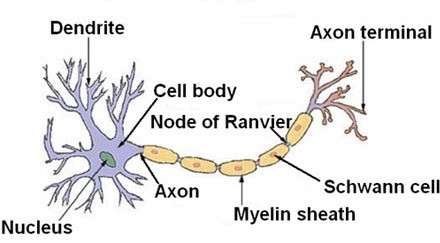 Dendrite
Axon terminal
Cell body
Node of Ranvier
Axon
Schwann cell
Myelin sheath
Nucleus